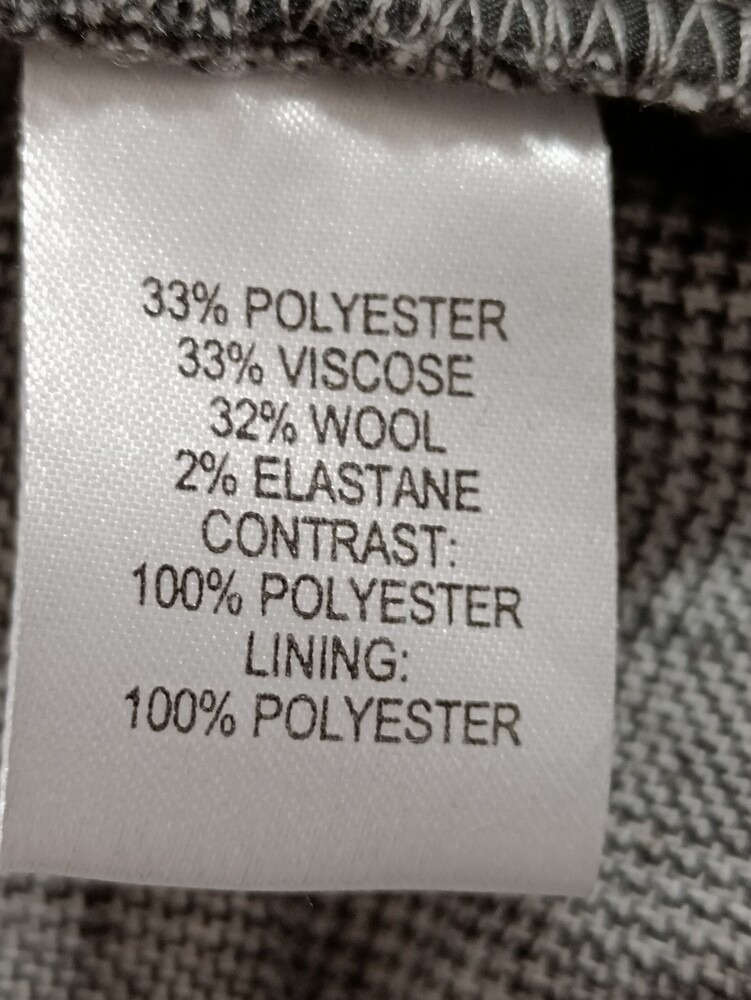 33% POLYESTER
33% VISCOSE
32% WOOL
2% ELASTANE
CONTRAST:
100% POLYESTER
LINING:
100% POLYESTER